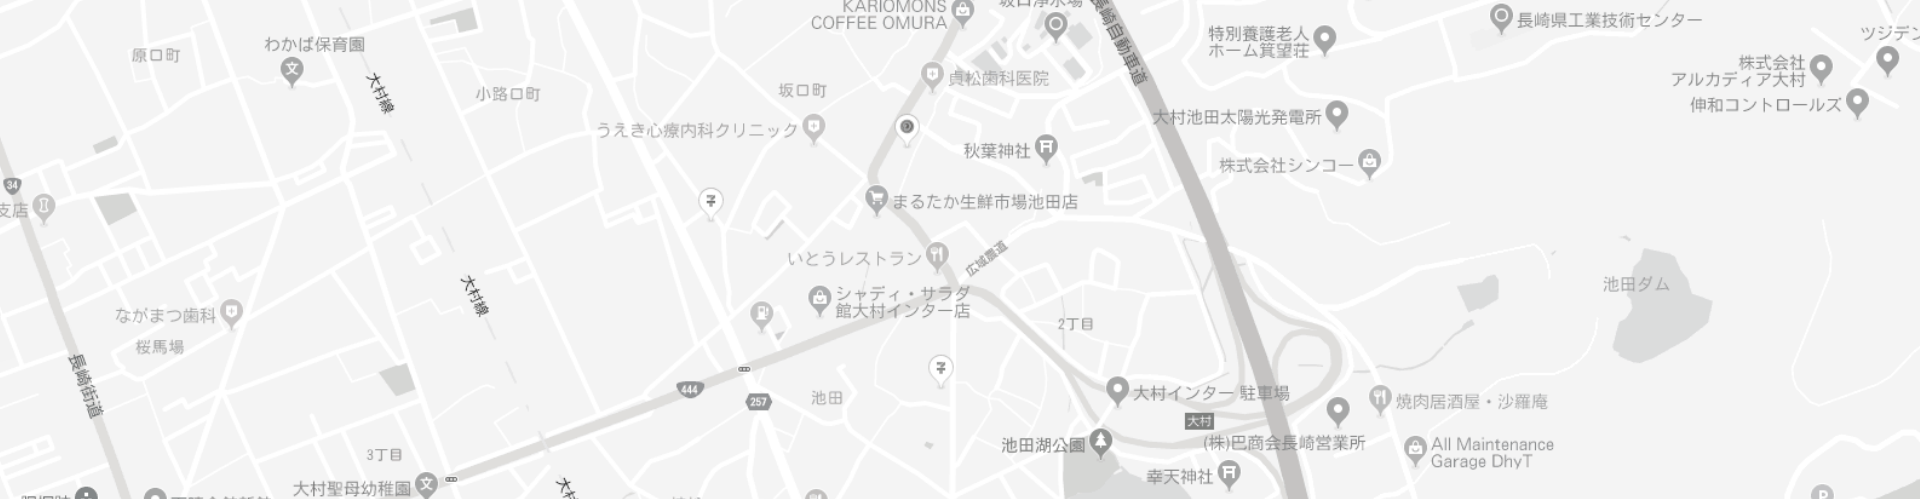 KARIOMONS
COFFEE OMURA
坂口浄水場
長崎自動車道
特別養護老人
ホーム箕望荘
長崎県工業技術センター
ツジデン
株式会社
アルカディア大村
伸和コントロールズ
原口町
わかば保育園
大村線
小路口町
坂口町
貞松歯科医院
うえき心療内科クリニック
秋葉神社
大村池田太陽光発電所
株式会社シンコー
34
支店
まるたか生鮮市場池田店
いとうレストラン
広域農道
大村線
シャディ・サラダ
館大村インター店
池田ダム
ながまつ歯科
桜馬場
2丁目
長崎街道
444
257
池田
大村インター 駐車場
大村
焼肉居酒屋・沙羅庵
池田湖公園
(株)巴商会長崎営業所
All Maintenance
Garage DhyT
3丁目
幸天神社
大村聖母幼稚園